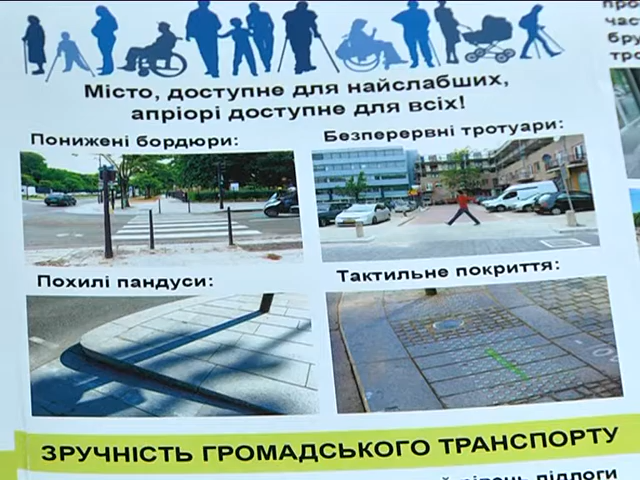 Місто, доступне для найслабших,
апріорі доступне для всіх!
Понижені бордюри:
Безперервні тротуари:
Похилі пандуси:
Тактильне покриття:
ЗРУЧНІСТЬ ГРОМАДСЬКОГО ТРАНСПОРТУ
підлоги